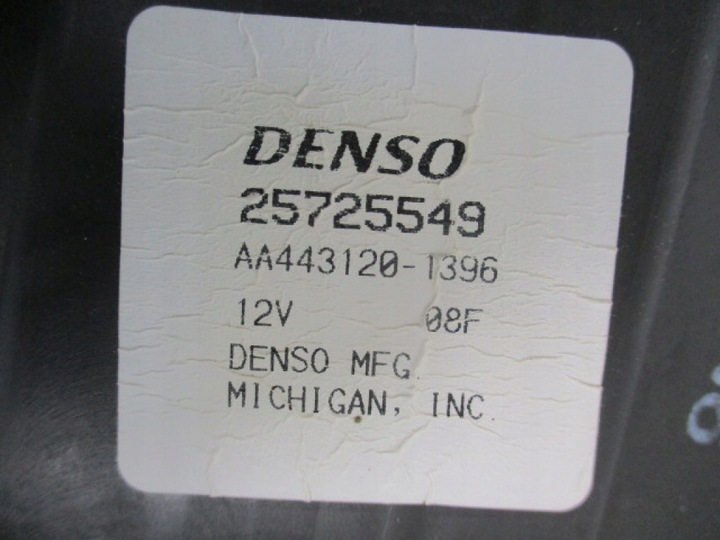 DENSO
25725549
AA443120-1396
12V 08F
DENSO MFG.
MICHIGAN, INC.